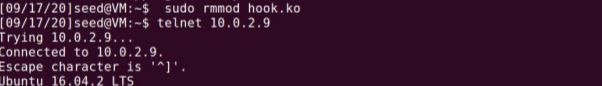 [09/17/20]seed@VM:~$  sudo rmmod hook.ko
[09/17/20]seed@VM:~$ telnet 10.0.2.9
Trying 10.0.2.9...
Connected to 10.0.2.9.
Escape character is '^]'.
Ubuntu 16.04.2 LTS